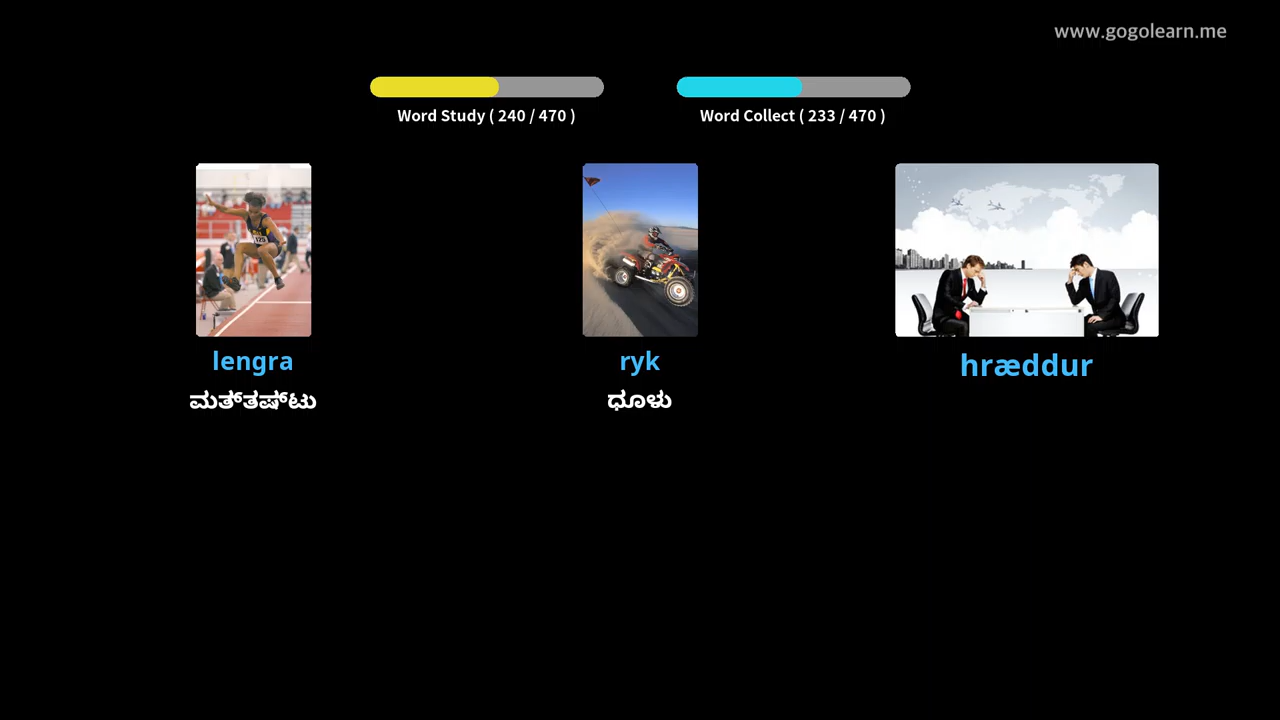 www.gogolearn.me
Word Study ( 240 / 470 )
Word Collect ( 233 / 470 )
lengra
ryk
hræddur
ಮತ್‌ತಷ್‌ಟು
ಧೂಳು